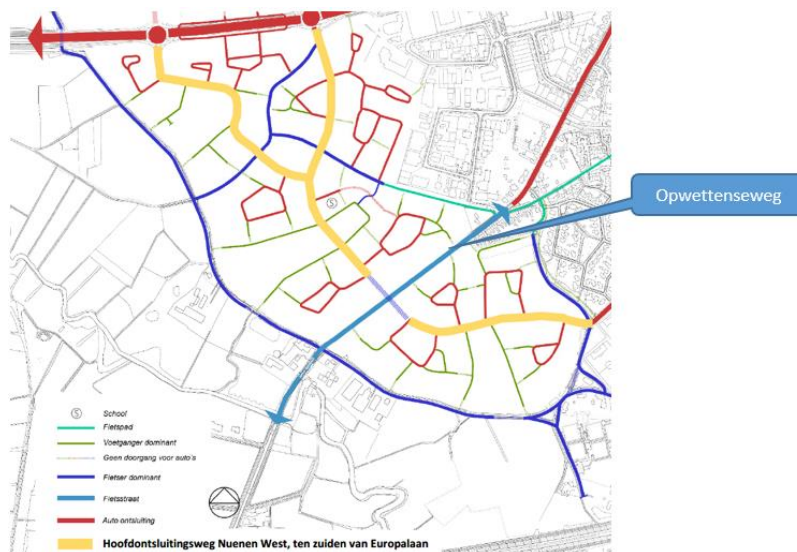 Opwettenseweg
S
S
School
Fietspad
Voetganger dominant
Geen doorgang voor auto's
Fietser dominant
Fietsstraat
Auto ontsluiting
Hoofdontsluitingsweg Nuenen West, ten zuiden van Europalaan